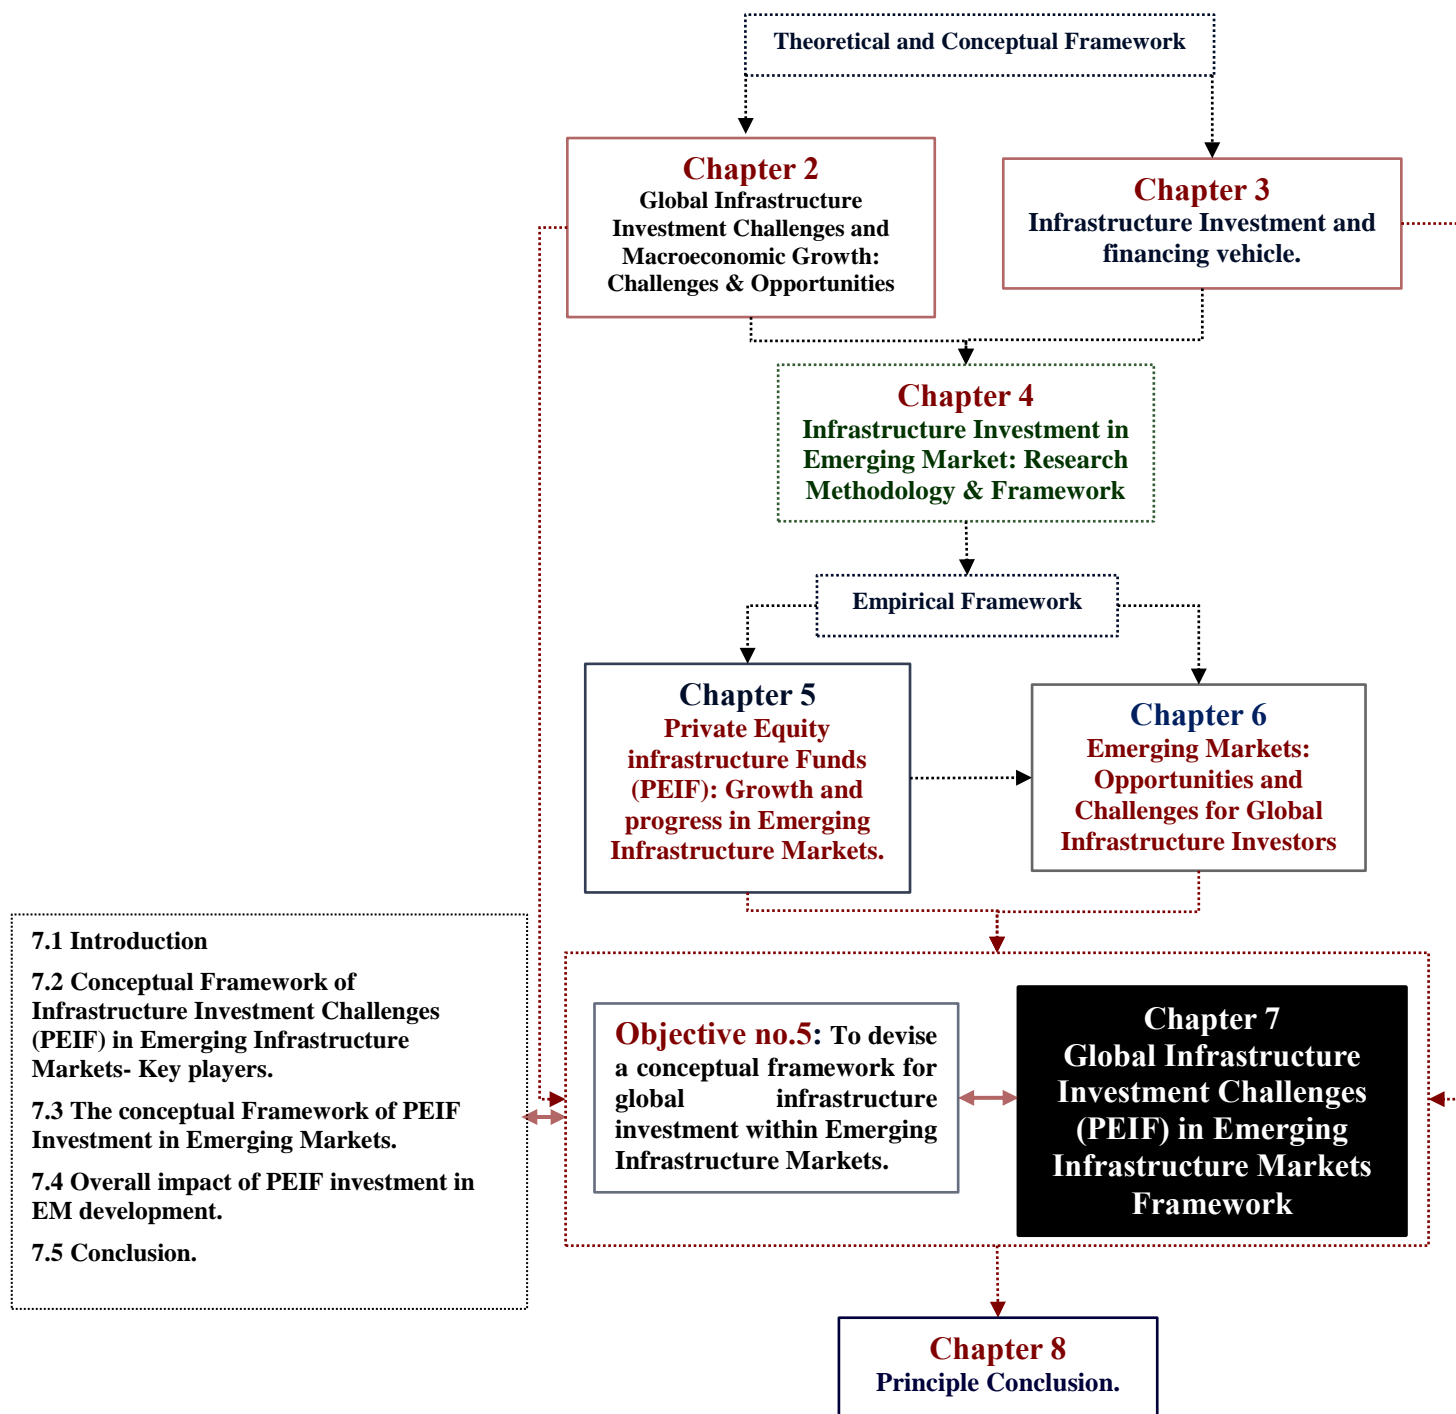 Theoretical and Conceptual Framework
Chapter 2
Global Infrastructure
Investment Challenges and
Macroeconomic Growth:
Challenges & Opportunities
Chapter 3
Infrastructure Investment and
financing vehicle.
Chapter 4
Infrastructure Investment in
Emerging Market: Research
Methodology & Framework
Empirical Framework
Chapter 5
Private Equity
infrastructure Funds
(PEIF): Growth and
progress in Emerging
Infrastructure Markets.
Chapter 6
Emerging Markets:
Opportunities and
Challenges for Global
Infrastructure Investors
7.1 Introduction
7.2 Conceptual Framework of
Infrastructure Investment Challenges
(PEIF) in Emerging Infrastructure
Markets- Key players.
7.3 The conceptual Framework of PEIF
Investment in Emerging Markets.
7.4 Overall impact of PEIF investment in
EM development.
7.5 Conclusion.
Objective no.5: To devise
a conceptual framework for
global infrastructure
investment within Emerging
Infrastructure Markets.
Chapter 7
Global Infrastructure
Investment Challenges
(PEIF) in Emerging
Infrastructure Markets
Framework
Chapter 8
Principle Conclusion.